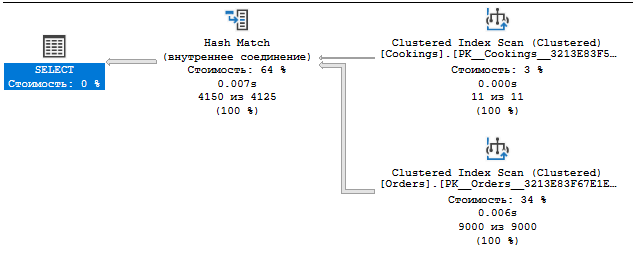 SELECT
Стоимость: 0 %
Hash Match
(внутреннее соединение)
Стоимость: 64 %
0.007s
4150 из 4125
(100 %)
Clustered Index Scan (Clustered)
[Cookings].[PK__Cookings__3213E83F5…
Стоимость: 3 %
0.000s
11 из 11
(100 %)
Clustered Index Scan (Clustered)
[Orders].[PK__Orders__3213E83F67E1E…
Стоимость: 34 %
0.006s
9000 из 9000
(100 %)